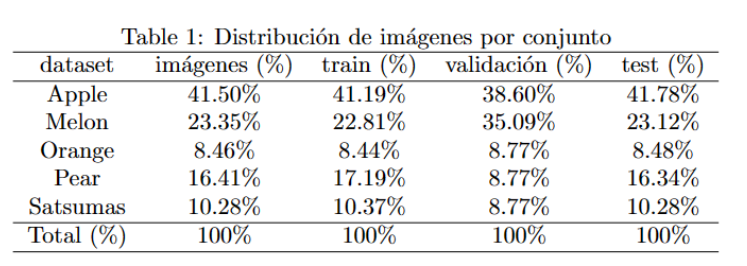 Table 1: Distribución de imágenes por conjunto
dataset imágenes (%) train (%) validación (%) test (%)
Apple 41.50% 41.19% 38.60% 41.78%
Melon 23.35% 22.81% 35.09% 23.12%
Orange 8.46% 8.44% 8.77% 8.48%
Pear 16.41% 17.19% 8.77% 16.34%
Satsumas 10.28% 10.37% 8.77% 10.28%
Total (%) 100% 100% 100% 100%